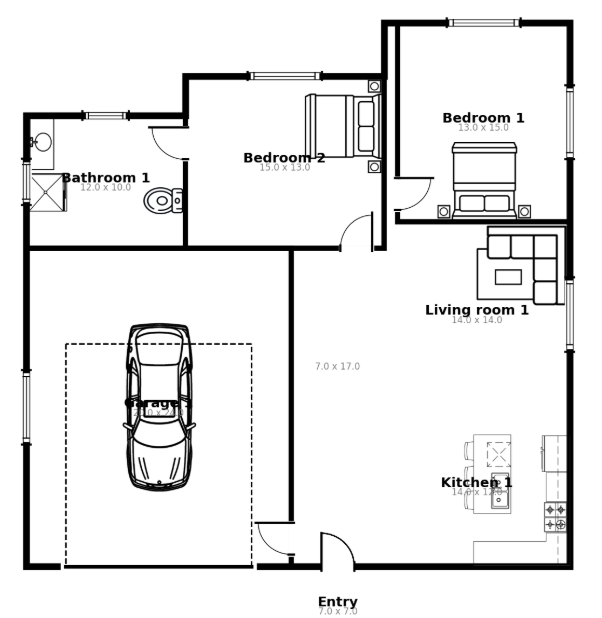 Bedroom 1
13.0 x 15.0
Bedroom 2
15.0 x 13.0
Bathroom 1
12.0 x 10.0
Living room 1
14.0 x 14.0
7.0 x 17.0
Garage 1
Kitchen 1
14.0 x 12.0
Entry
7.0 x 7.0